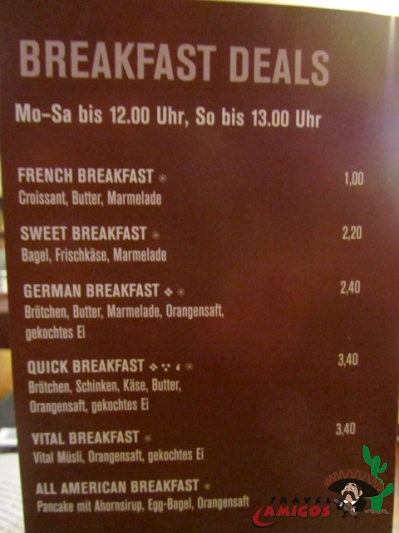 BREAKFAST DEALS
Mo-Sa bis 12.00 Uhr, So bis 13.00 Uhr
FRENCH BREAKFAST 1,00
Croissant, Butter, Marmelade
SWEET BREAKFAST 2,20
Bagel, Frischkäse, Marmelade
GERMAN BREAKFAST 2,40
Brötchen, Butter, Marmelade, Orangensaft,
gekochtes Ei
QUICK BREAKFAST 3,40
Brötchen, Schinken, Käse, Butter,
Orangensaft, gekochtes Ei
VITAL BREAKFAST 3,40
Vital Müsli, Orangensaft, gekochtes Ei
ALL AMERICAN BREAKFAST
Pancake mit Ahornsirup, Egg-Bagel, Orangensaft
TRAVEL
CAMIGOS